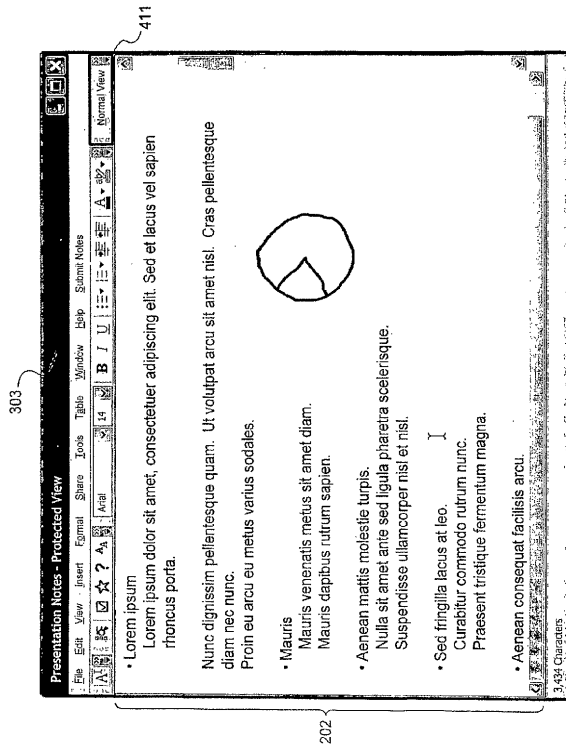 303
Presentation Notes - Protected View
File Edit View Insert Format Share Tools Table Window Help Submit Notes
Arial 14 B I U Normal View
411
• Lorem ipsum
Lorem ipsum dolor sit amet, consectetuer adipiscing elit. Sed et lacus vel sapien
rhoncus porta.
Nunc dignissim pellentesque quam. Ut volutpat arcu sit amet nisl. Cras pellentesque
diam nec nunc.
Proin eu arcu eu metus varius sodales.
• Mauris
Mauris venenatis metus sit amet diam.
Mauris dapibus rutrum sapien.
• Aenean mattis molestie turpis.
Nulla sit amet ante sed ligula pharetra scelerisque.
Suspendisse ullamcorper nisl et nisl.
• Sed fringilla lacus at leo.
Curabitur commodo rutrum nunc.
Praesent tristique fermentum magna.
• Aenean consequat facilisis arcu.
202
3,434 Characters